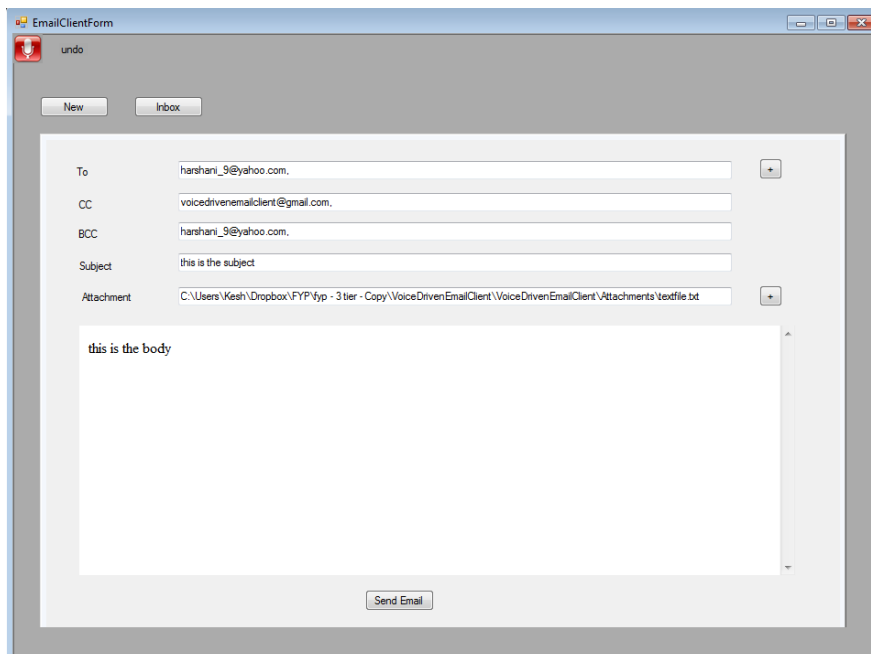 EmailClientForm
undo
New Inbox
To harshani_9@yahoo.com, +
CC voicedrivenemailclient@gmail.com,
BCC harshani_9@yahoo.com,
Subject this is the subject
Attachment C:\Users\Kesh\Dropbox\FYP\fyp - 3 tier - Copy\VoiceDrivenEmailClient\VoiceDrivenEmailClient\Attachments\textfile.txt +
this is the body
Send Email